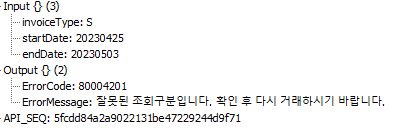 Input {} (3)
invoiceType: S
startDate: 20230425
endDate: 20230503
Output {} (2)
ErrorCode: 80004201
ErrorMessage: 잘못된 조회구분입니다. 확인 후 다시 거래하시기 바랍니다.
API_SEQ: 5fcdd84a2a9022131be47229244d9f71